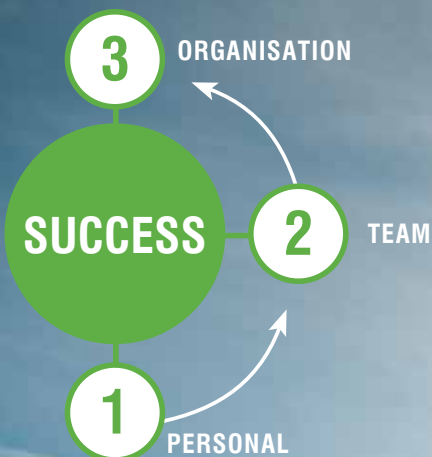 3
ORGANISATION
SUCCESS
2
TEAM
1
PERSONAL